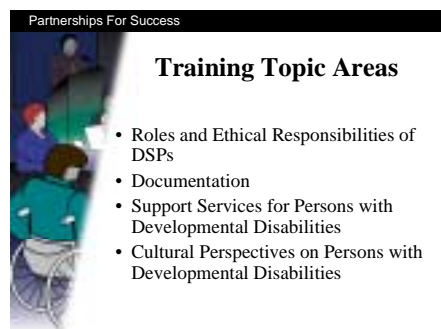 Partnerships For Success
Training Topic Areas
• Roles and Ethical Responsibilities of
DSPs
• Documentation
• Support Services for Persons with
Developmental Disabilities
• Cultural Perspectives on Persons with
Developmental Disabilities